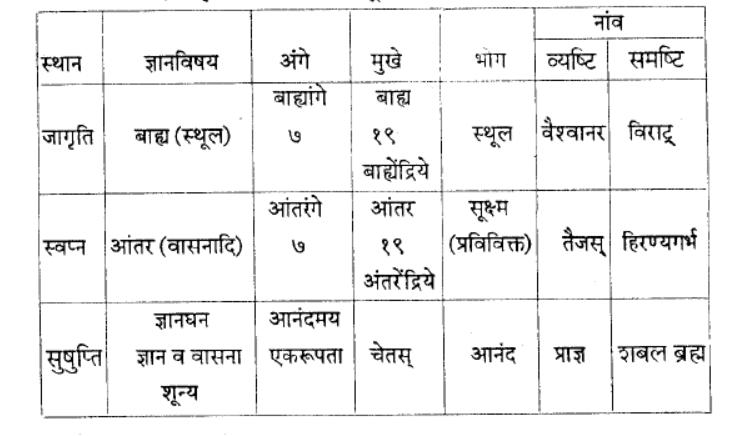 नांव
स्थान ज्ञानविषय अंगे मुखे भोग व्यष्टि समष्टि
बाह्यांगे बाह्य
जागृति बाह्य (स्थूल) ७ १९ स्थूल वैश्वानर विराट्
बाह्येंद्रिये
आंतरंगे आंतर सूक्ष्म
स्वप्न आंतर (वासनादि) ७ १९ (प्रविविक्त) तैजस् हिरण्यगर्भ
अंतरेंद्रिये
ज्ञानघन आनंदमय
सुषुप्ति ज्ञान व वासना एकरूपता चेतस् आनंद प्राज्ञ शबल ब्रह्म
शून्य